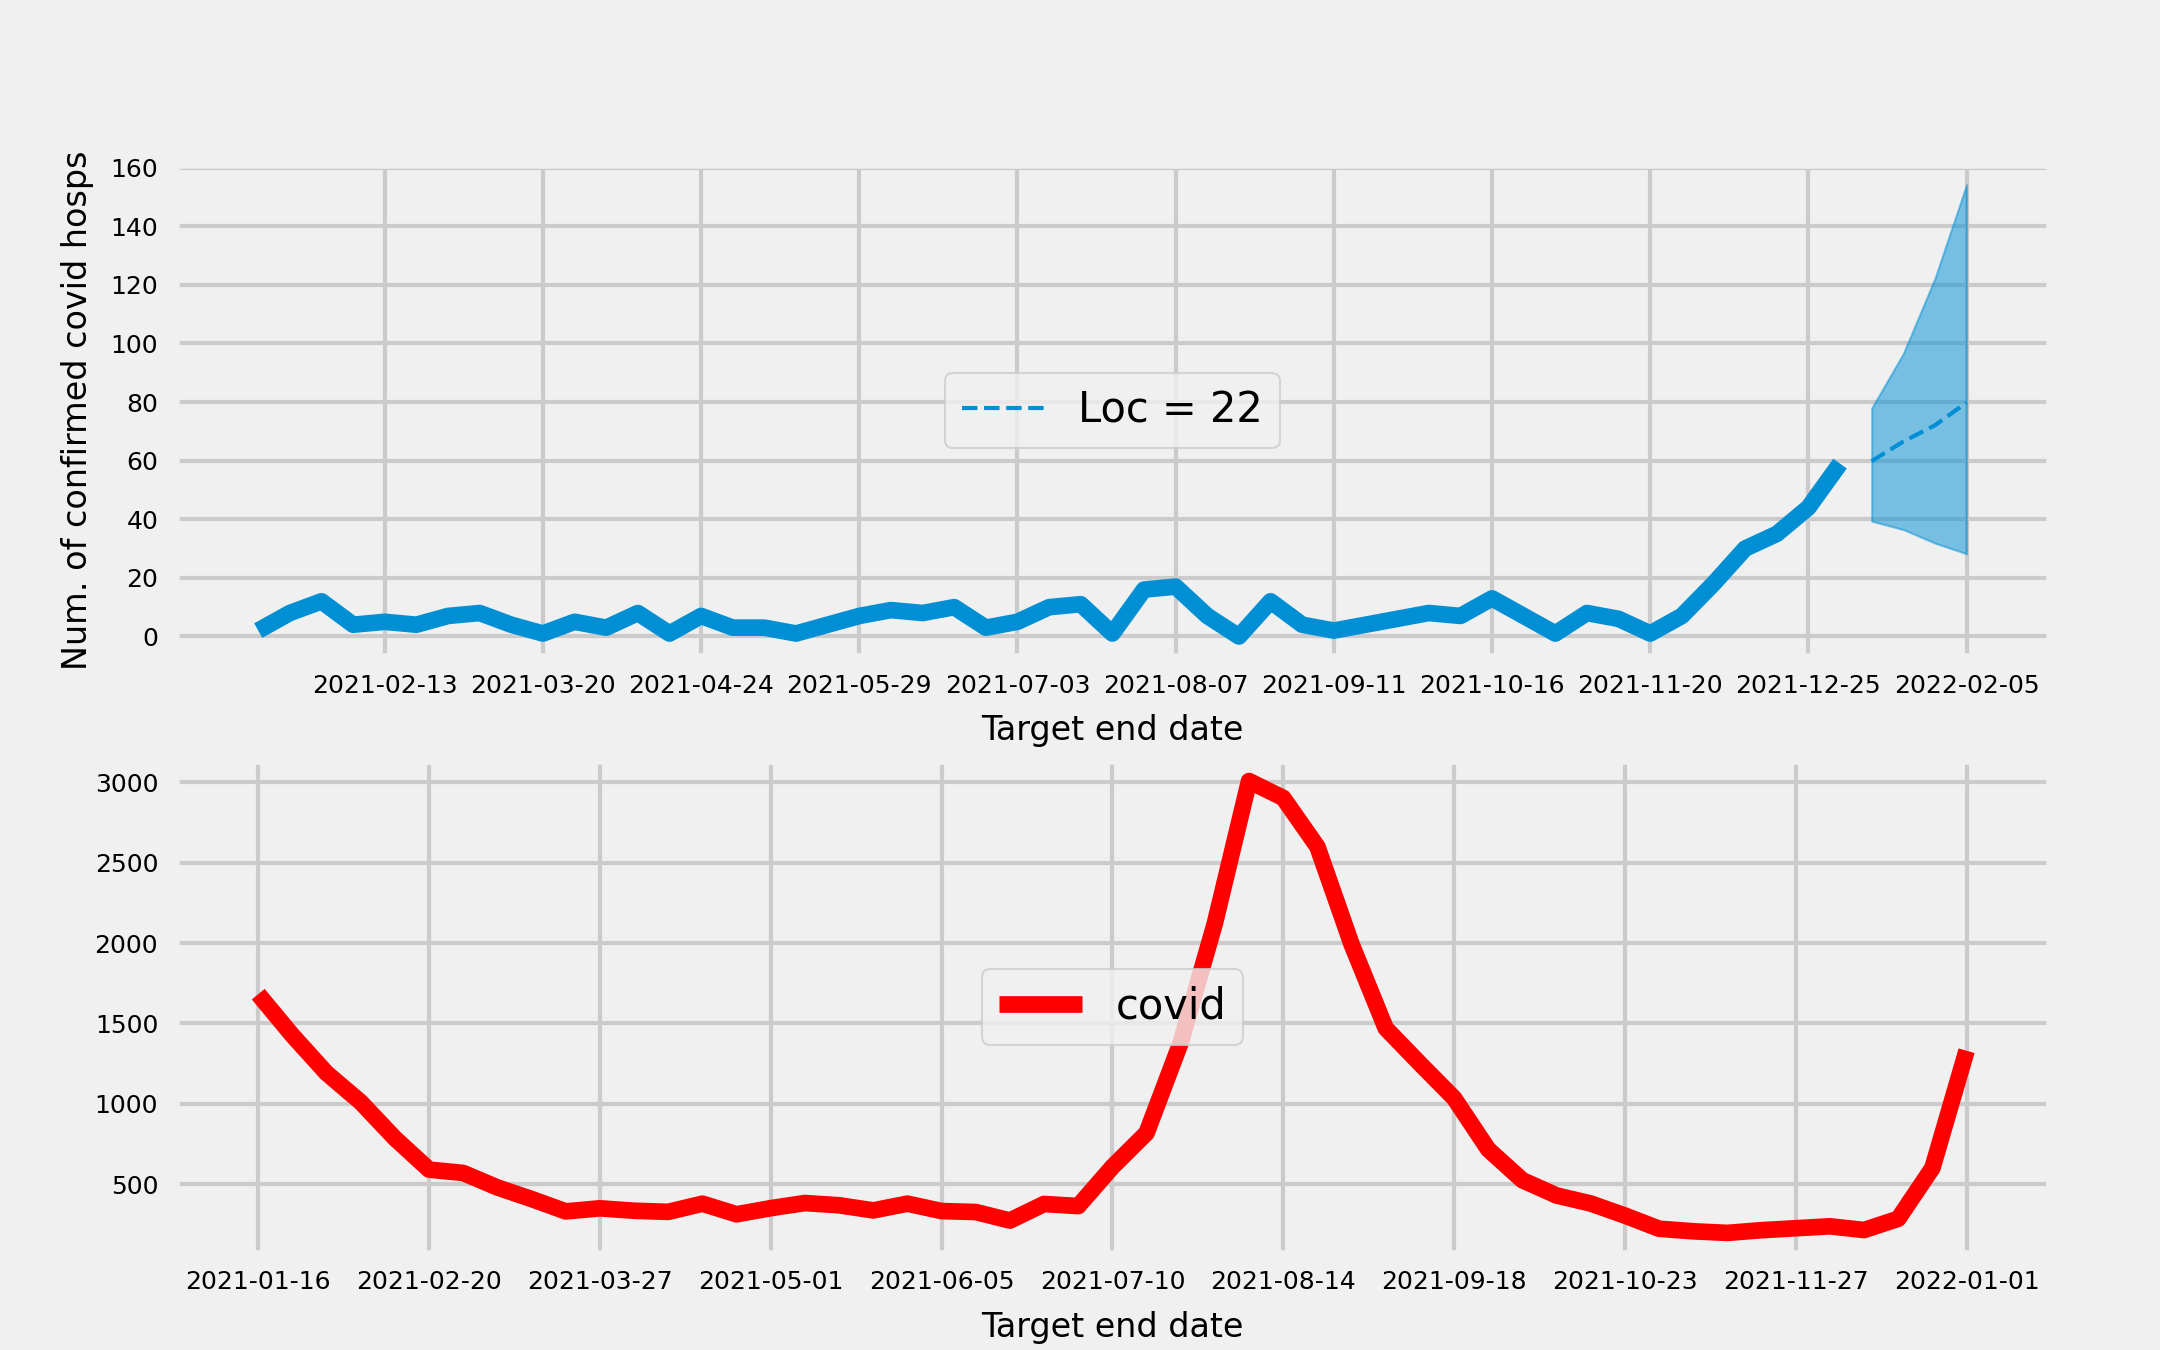 Num. of confirmed covid hosps
160
140
120
100
80
60
40
20
0
Loc = 22
2021-02-13 2021-03-20 2021-04-24 2021-05-29 2021-07-03 2021-08-07 2021-09-11 2021-10-16 2021-11-20 2021-12-25 2022-02-05
Target end date
3000
2500
2000
1500
1000
500
covid
2021-01-16 2021-02-20 2021-03-27 2021-05-01 2021-06-05 2021-07-10 2021-08-14 2021-09-18 2021-10-23 2021-11-27 2022-01-01
Target end date